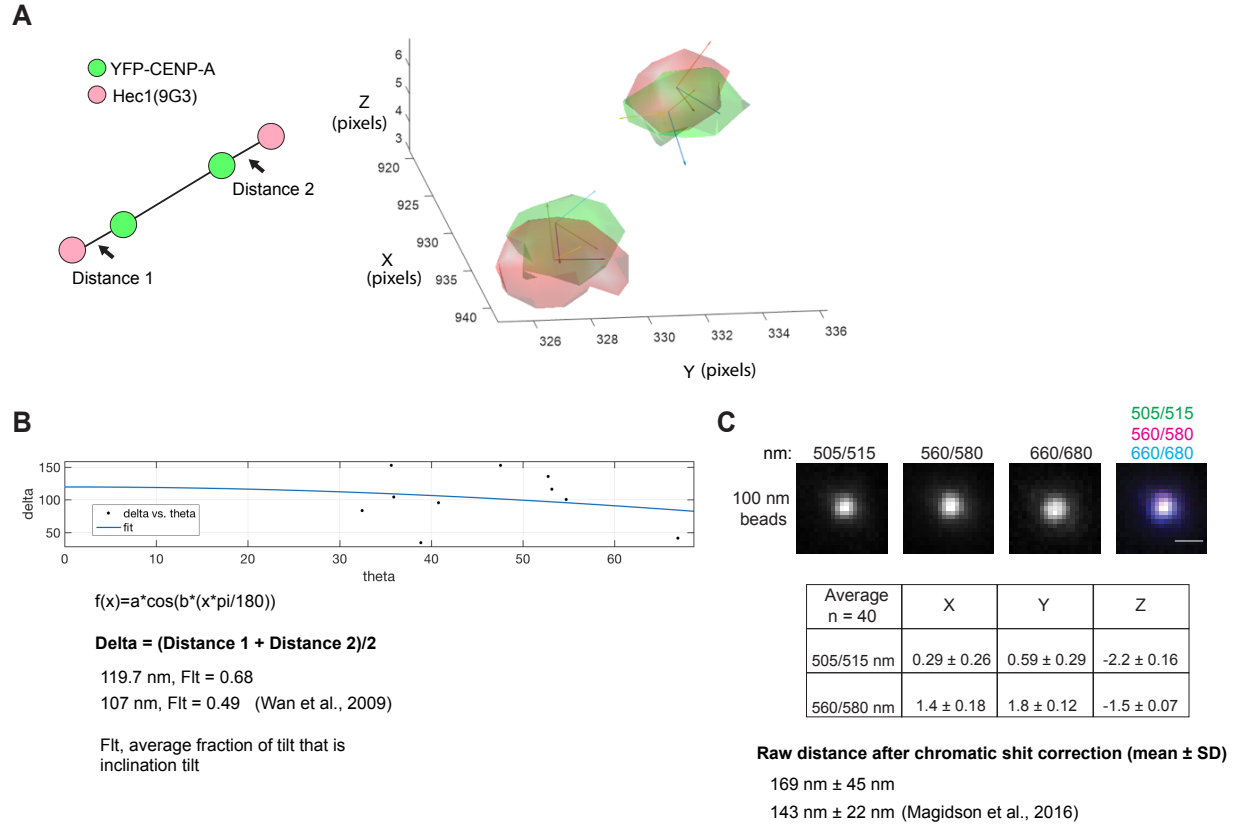 A
YFP-CENP-A
Hec1(9G3)
Distance 2
Distance 1
Z
(pixels)
6
5
4
3
920
925
930
935
940
X
(pixels)
326
328
330
332
334
336
Y (pixels)
B
150
100
50
delta
delta vs. theta
fit
0
10
20
30
40
50
60
theta
f(x)=a*cos(b*(x*pi/180))
Delta = (Distance 1 + Distance 2)/2
119.7 nm, Flt = 0.68
107 nm, Flt = 0.49 (Wan et al., 2009)
Flt, average fraction of tilt that is
inclination tilt
C
505/515
560/580
nm: 505/515 560/580 660/680 660/680
100 nm
beads
Average
n = 40
X Y Z
505/515 nm 0.29 ± 0.26 0.59 ± 0.29 -2.2 ± 0.16
560/580 nm 1.4 ± 0.18 1.8 ± 0.12 -1.5 ± 0.07
Raw distance after chromatic shit correction (mean ± SD)
169 nm ± 45 nm
143 nm ± 22 nm (Magidson et al., 2016)